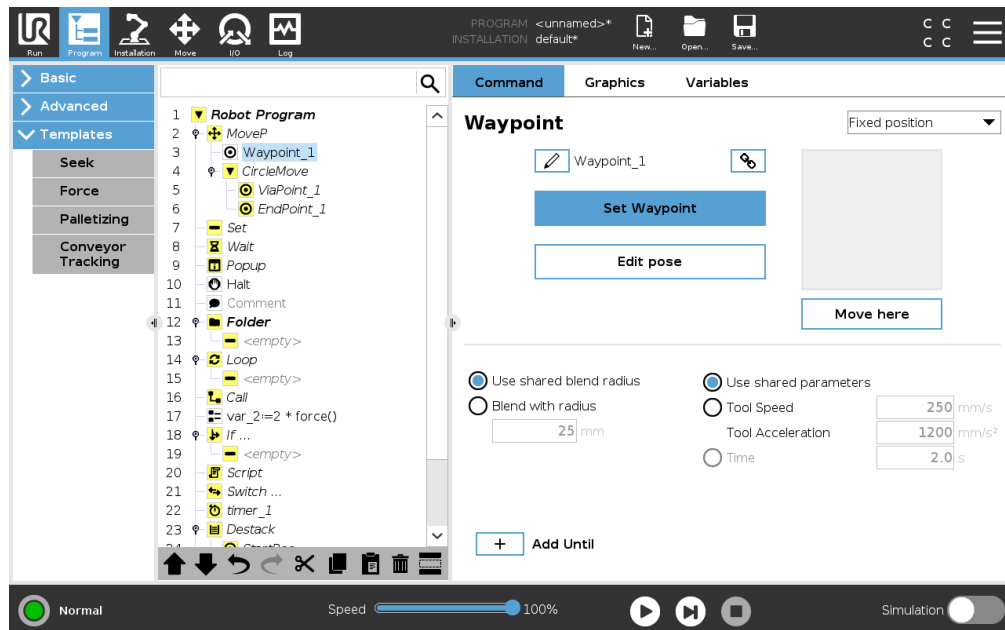 PROGRAM <unnamed>*
INSTALLATION default*
UR
Run
Program
Installation
Move
I/O
Log
New...
Open...
Save...
C C
C C
Basic
Advanced
Templates
Seek
Force
Palletizing
Conveyor
Tracking
1 Robot Program
2 MoveP
3 Waypoint_1
4 CircleMove
5 ViaPoint_1
6 EndPoint_1
7 Set
8 Wait
9 Popup
10 Halt
11 Comment
12 Folder
13 <empty>
14 Loop
15 <empty>
16 Call
17 var_2:=2 * force()
18 If ...
19 <empty>
20 Script
21 Switch ...
22 timer_1
23 Destack
Command Graphics Variables
Waypoint
Fixed position
Waypoint_1
Set Waypoint
Edit pose
Move here
Use shared blend radius
Blend with radius
25 mm
Use shared parameters
Tool Speed 250 mm/s
Tool Acceleration 1200 mm/s²
Time 2.0 s
+ Add Until
Normal
Speed 100%
Simulation